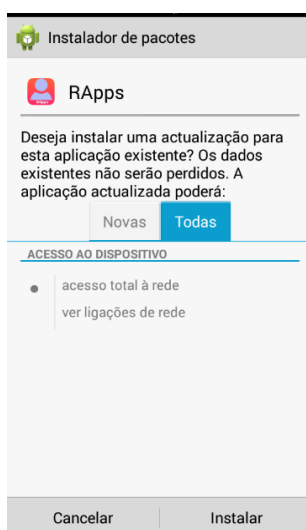 Instalador de pacotes
RApps
Deseja instalar uma actualização para
esta aplicação existente? Os dados
existentes não serão perdidos. A
aplicação actualizada poderá:
Novas Todas
ACESSO AO DISPOSITIVO
acesso total à rede
ver ligações de rede
Cancelar Instalar